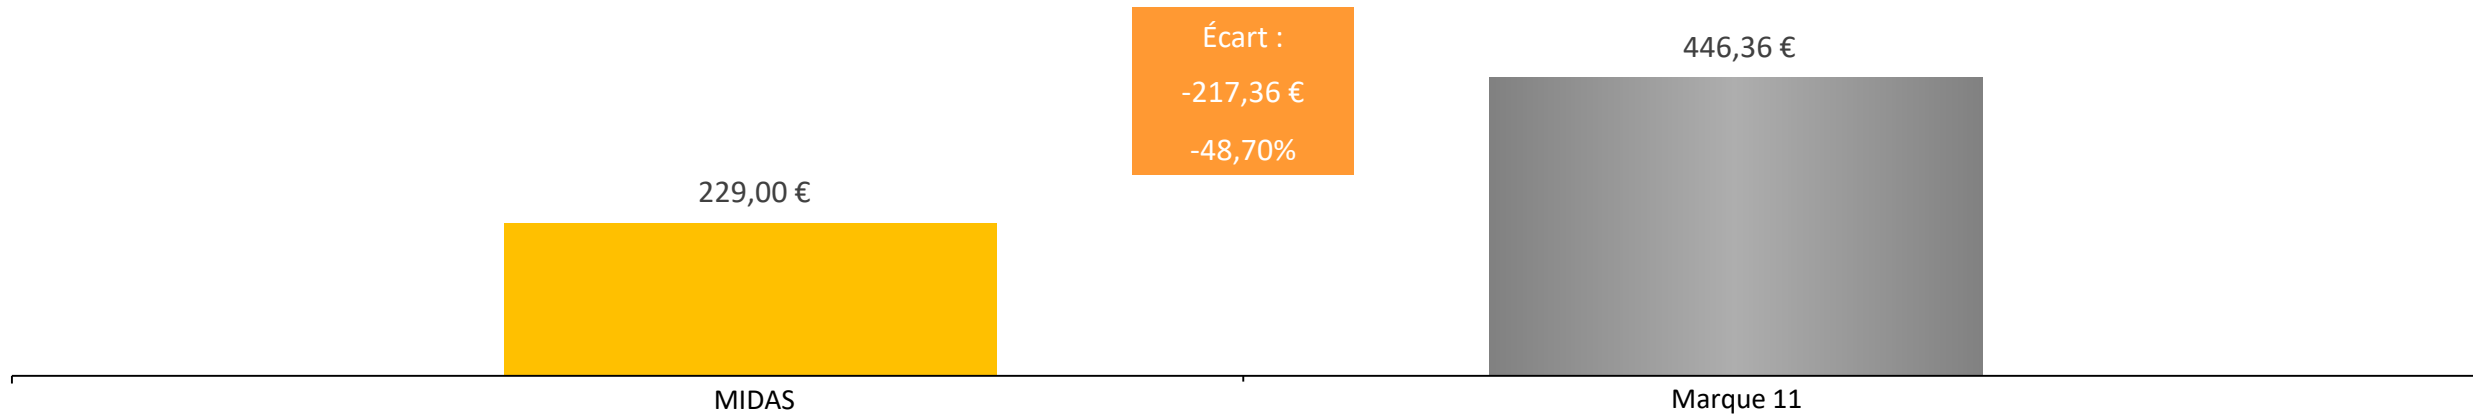 Écart :
-217,36 €
-48,70%
446,36 €
229,00 €
MIDAS
Marque 11